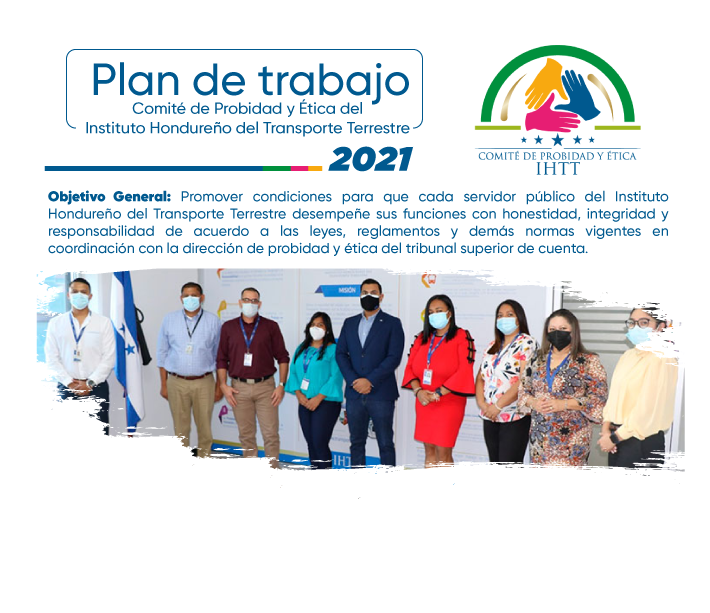 Plan de trabajo
Comité de Probidad y Ética del
Instituto Hondureño del Transporte Terrestre
2021
COMITÉ DE PROBIDAD Y ÉTICA
IHTT
Objetivo General: Promover condiciones para que cada servidor público del Instituto
Hondureño del Transporte Terrestre desempeñe sus funciones con honestidad, integridad y
responsabilidad de acuerdo a las leyes, reglamentos y demás normas vigentes en
coordinación con la dirección de probidad y ética del tribunal superior de cuenta.
MISIÓN